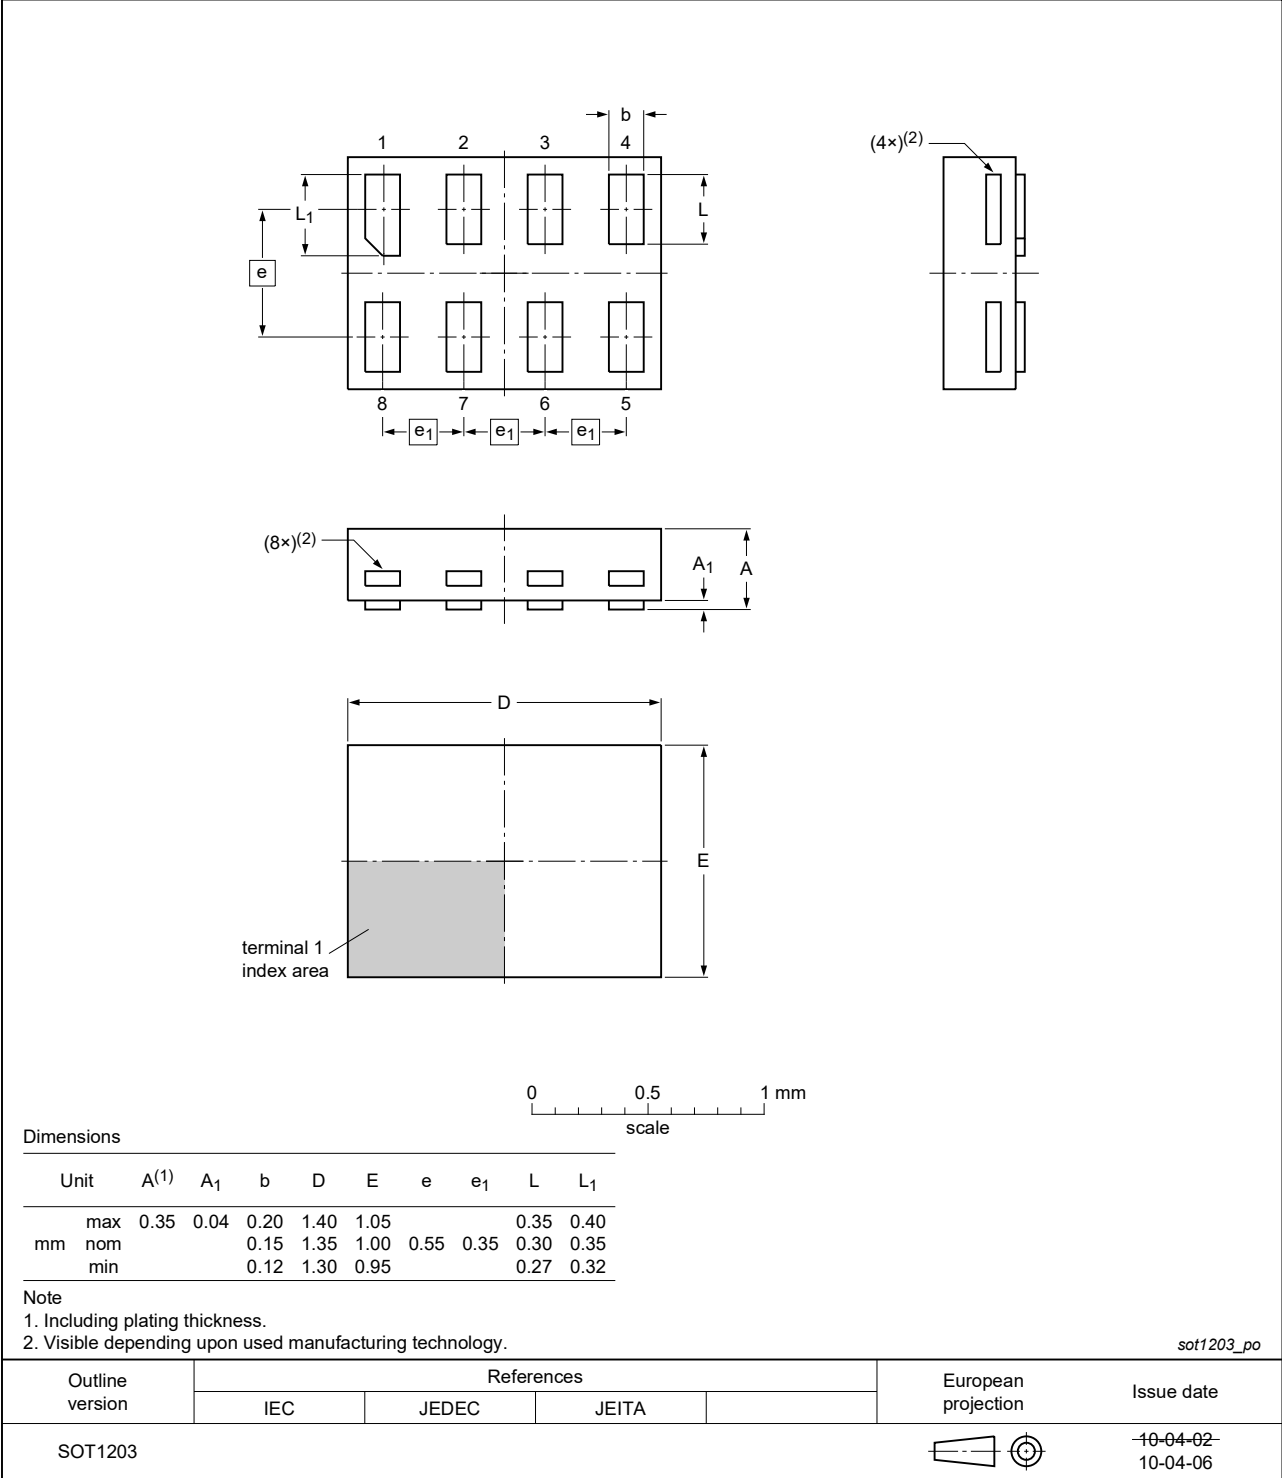 b
1 2 3 4
(4×)(2)
L1
L
e
8 7 6 5
e1 e1 e1
(8×)(2)
A1 A
D
E
terminal 1
index area
0 0.5 1 mm
scale
Dimensions
Unit A(1) A1 b D E e e1 L L1
max 0.35 0.04 0.20 1.40 1.05 0.35 0.40
mm nom 0.15 1.35 1.00 0.55 0.35 0.30 0.35
min 0.12 1.30 0.95 0.27 0.32
Note
1. Including plating thickness.
2. Visible depending upon used manufacturing technology.
sot1203_po
Outline
version
References
IEC JEDEC JEITA
European
projection
Issue date
SOT1203
10-04-02
10-04-06